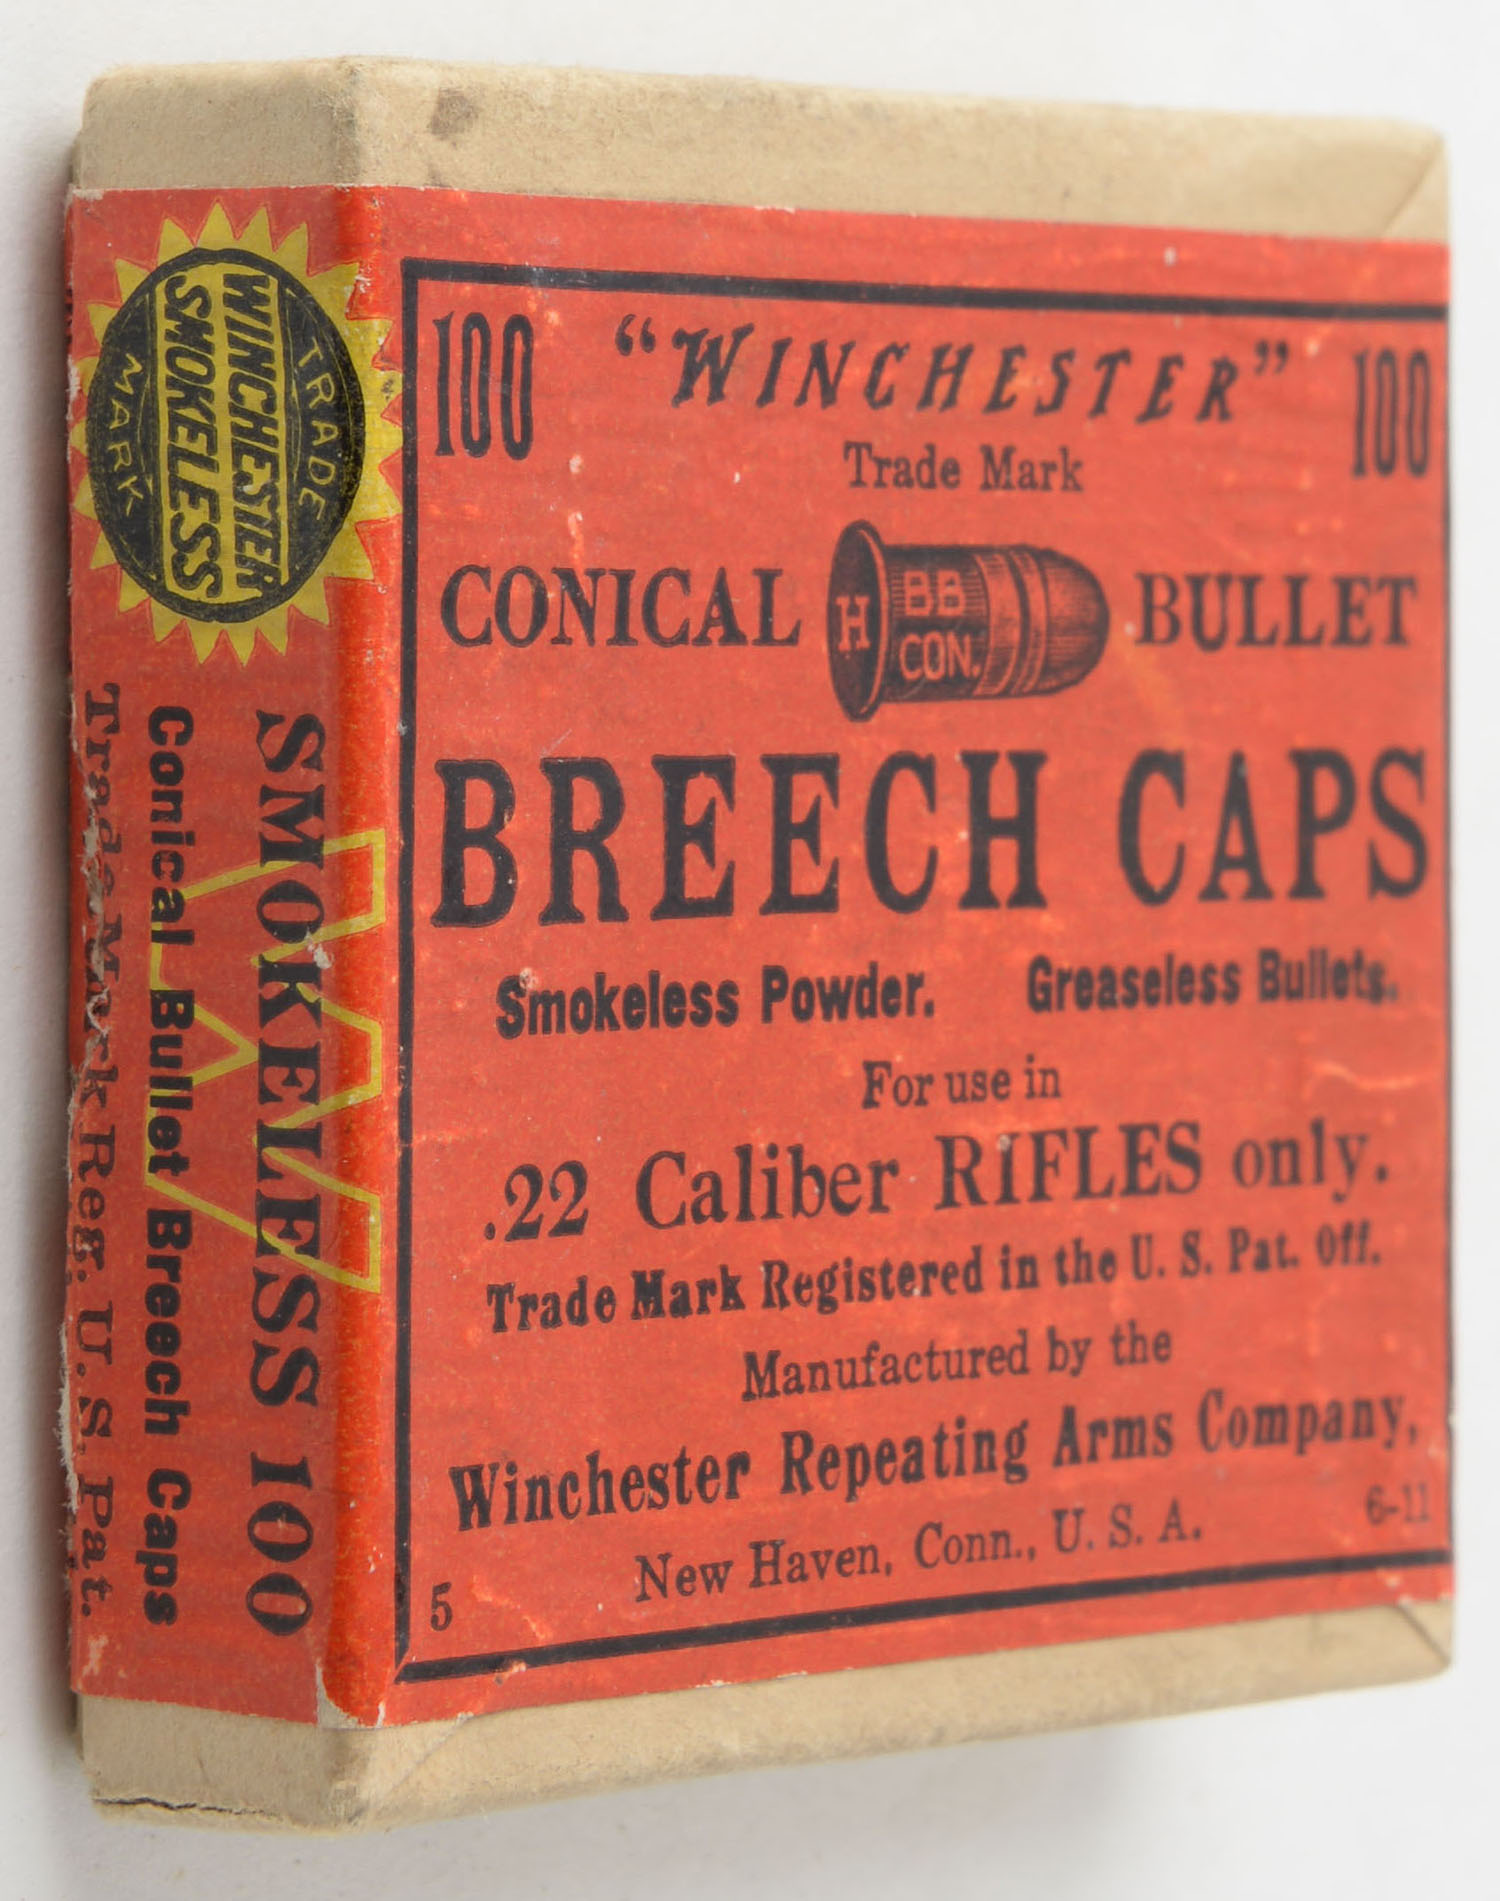 100 "WINCHESTER" 100
Trade Mark
CONICAL BULLET
H BB
CON.
BREECH CAPS
Smokeless Powder. Greaseless Bullets.
For use in
.22 Caliber RIFLES only.
Trade Mark Registered in the U. S. Pat. Off.
Manufactured by the
Winchester Repeating Arms Company,
New Haven, Conn., U. S. A. 6-11
5
TRADE
WINCHESTER
SMOKELESS
MARK
W
SMOKELESS 100
Conical Bullet Breech Caps
Trade Mark Reg. U. S. Pat.